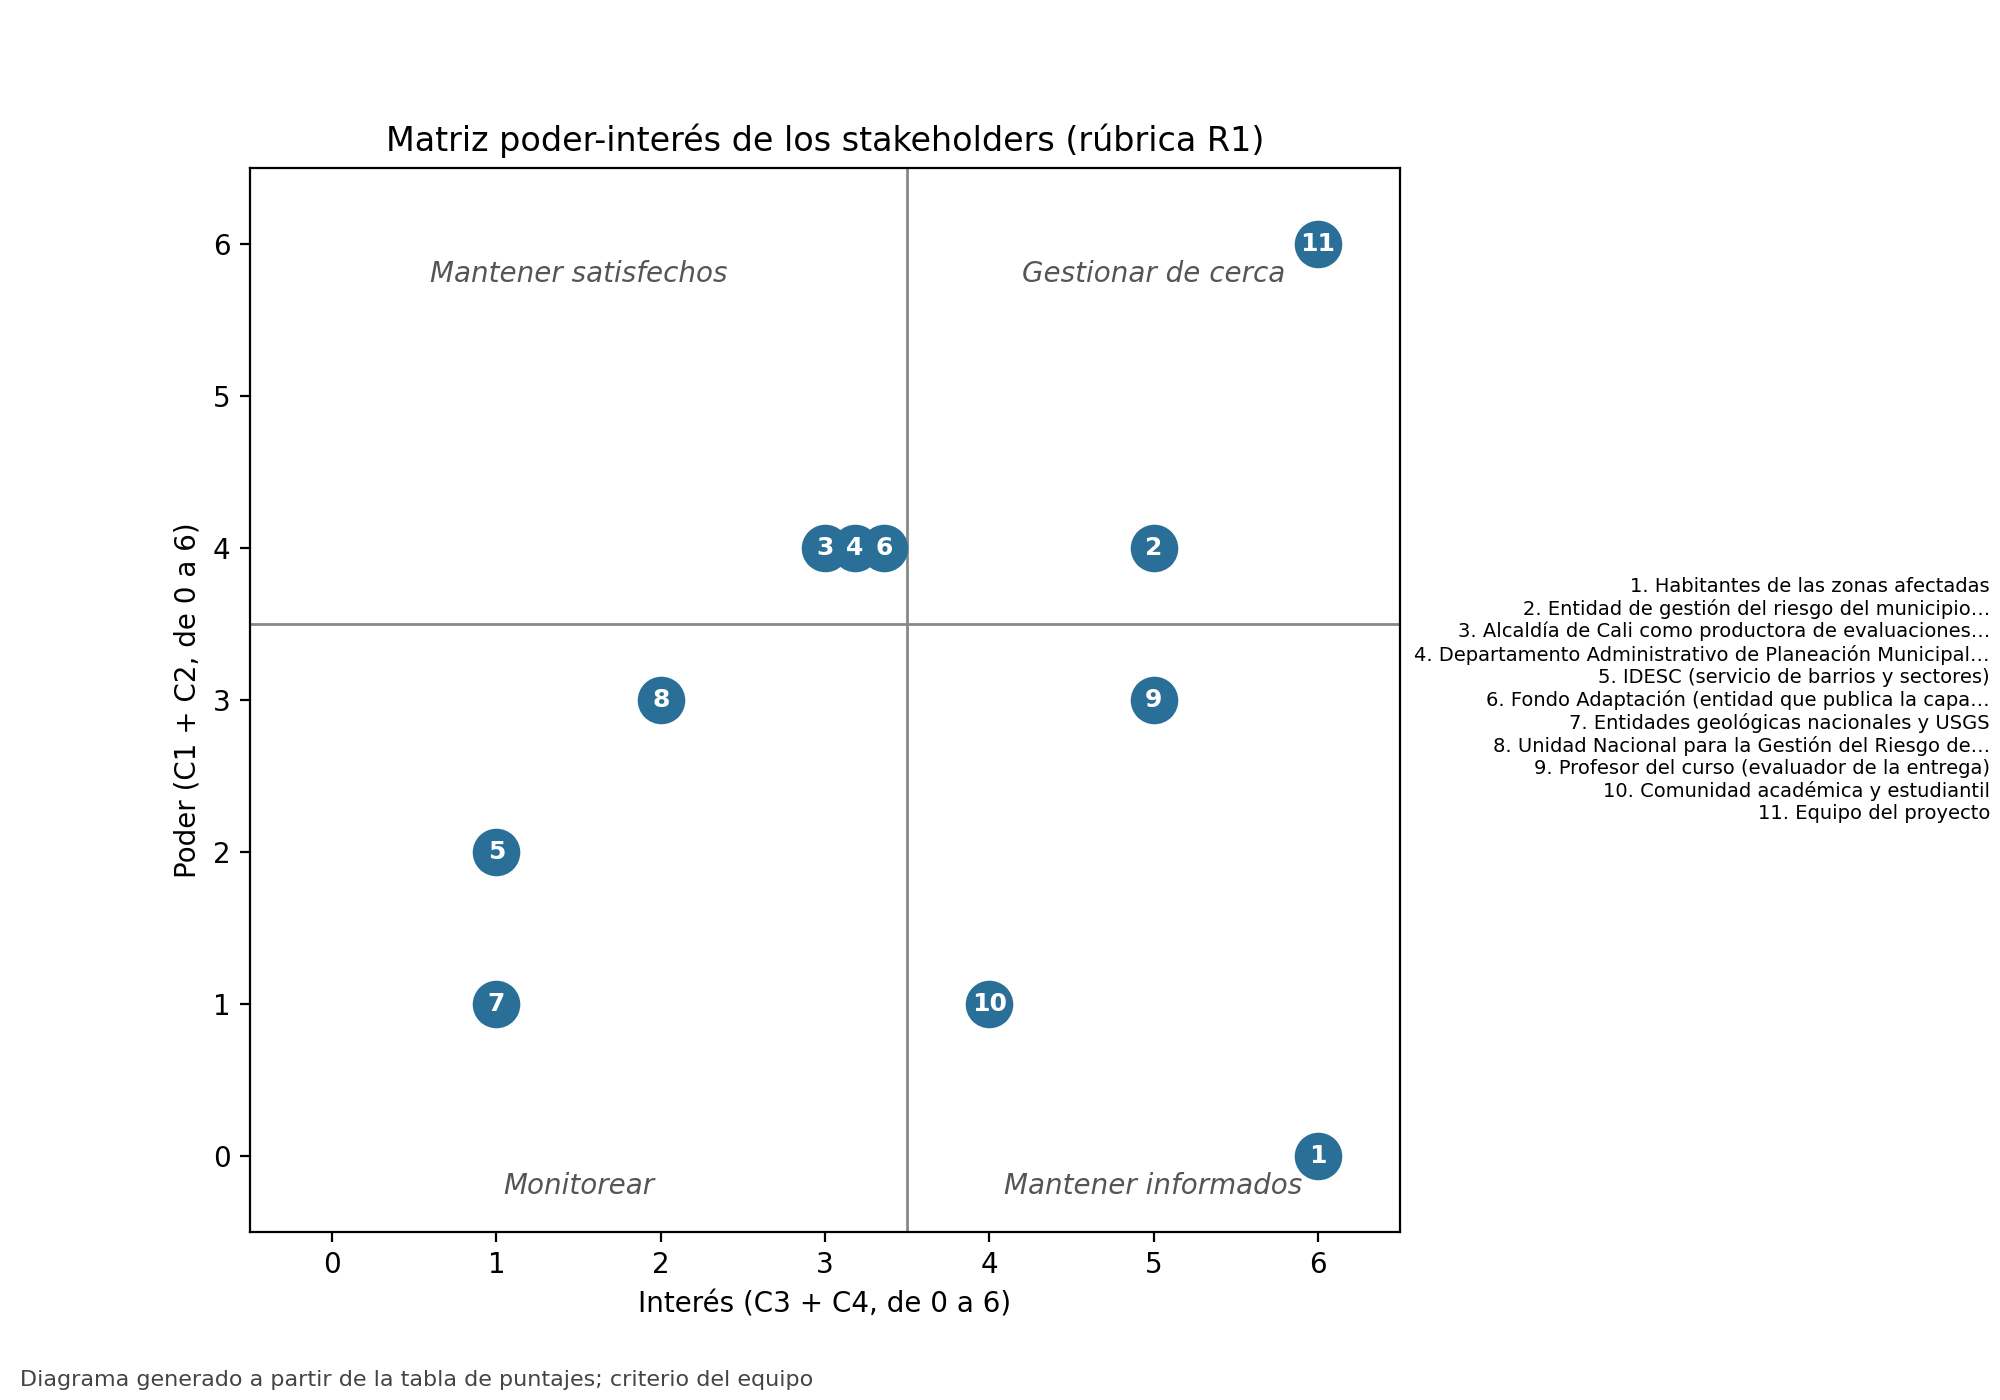 Matriz poder-interés de los stakeholders (rúbrica R1)
6
11
Mantener satisfechos
Gestionar de cerca
5
4
3
4
6
2
Poder (C1 + C2, de 0 a 6)
3
8
9
2
5
1
7
10
0
1
Monitorear
Mantener informados
0
1
2
3
4
5
6
Interés (C3 + C4, de 0 a 6)
1. Habitantes de las zonas afectadas
2. Entidad de gestión del riesgo del municipio…
3. Alcaldía de Cali como productora de evaluaciones…
4. Departamento Administrativo de Planeación Municipal…
5. IDESC (servicio de barrios y sectores)
6. Fondo Adaptación (entidad que publica la capa…
7. Entidades geológicas nacionales y USGS
8. Unidad Nacional para la Gestión del Riesgo de…
9. Profesor del curso (evaluador de la entrega)
10. Comunidad académica y estudiantil
11. Equipo del proyecto
Diagrama generado a partir de la tabla de puntajes; criterio del equipo